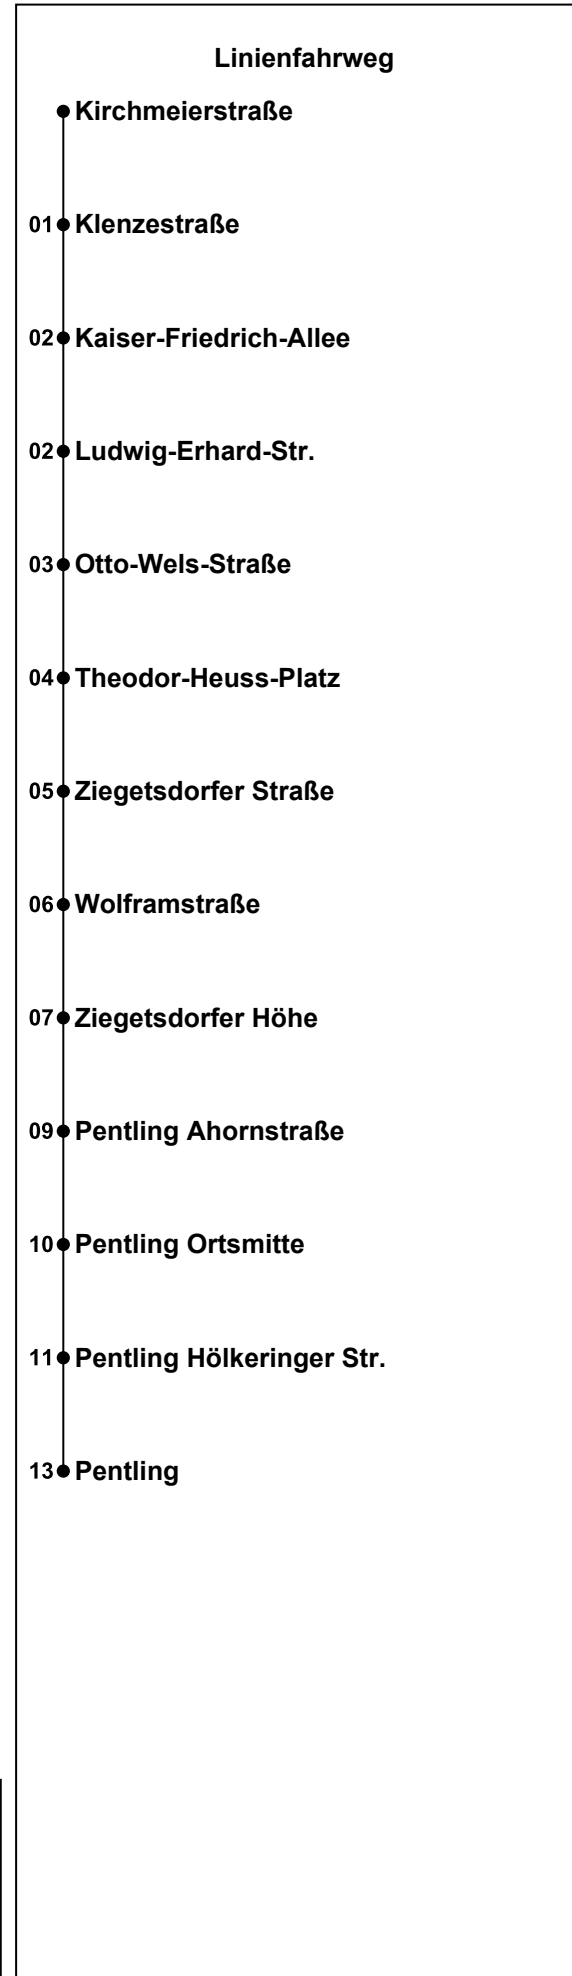 Linienfahrweg
Kirchmeierstraße
01 Klenzestraße
02 Kaiser-Friedrich-Allee
02 Ludwig-Erhard-Str.
03 Otto-Wels-Straße
04 Theodor-Heuss-Platz
05 Ziegetsdorfer Straße
06 Wolframstraße
07 Ziegetsdorfer Höhe
09 Pentling Ahornstraße
10 Pentling Ortsmitte
11 Pentling Hölkeringer Str.
13 Pentling